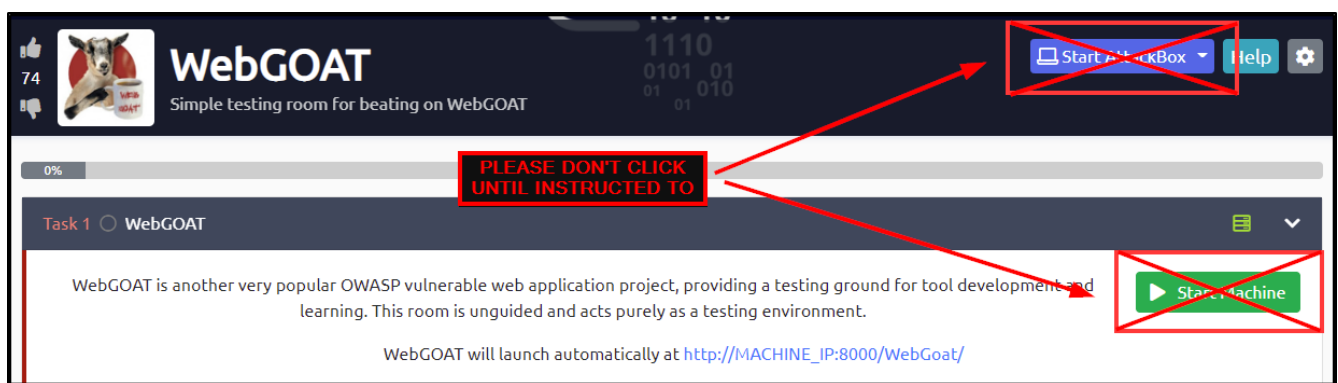 10 10
1110
0101 01
01 010
01
74
WebGOAT
Simple testing room for beating on WebGOAT
Start AttackBox
Help
0%
PLEASE DON'T CLICK
UNTIL INSTRUCTED TO
Task 1 WebGOAT
WebGOAT is another very popular OWASP vulnerable web application project, providing a testing ground for tool development and
learning. This room is unguided and acts purely as a testing environment.
Start Machine
WebGOAT will launch automatically at http://MACHINE_IP:8000/WebGoat/